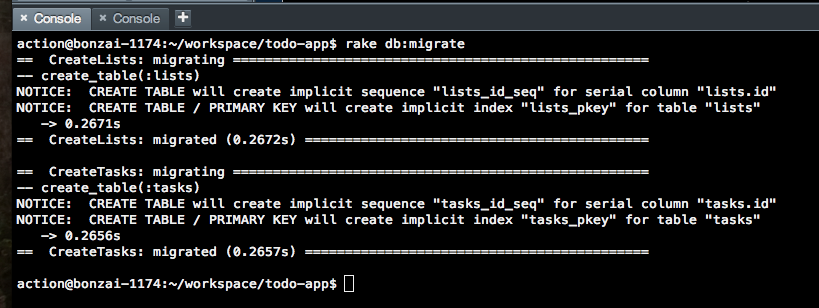 × Console × Console +
action@bonzai-1174:~/workspace/todo-app$ rake db:migrate
== CreateLists: migrating ====================================================
-- create_table(:lists)
NOTICE: CREATE TABLE will create implicit sequence "lists_id_seq" for serial column "lists.id"
NOTICE: CREATE TABLE / PRIMARY KEY will create implicit index "lists_pkey" for table "lists"
-> 0.2671s
== CreateLists: migrated (0.2672s) ===========================================
== CreateTasks: migrating ====================================================
-- create_table(:tasks)
NOTICE: CREATE TABLE will create implicit sequence "tasks_id_seq" for serial column "tasks.id"
NOTICE: CREATE TABLE / PRIMARY KEY will create implicit index "tasks_pkey" for table "tasks"
-> 0.2656s
== CreateTasks: migrated (0.2657s) ===========================================
action@bonzai-1174:~/workspace/todo-app$